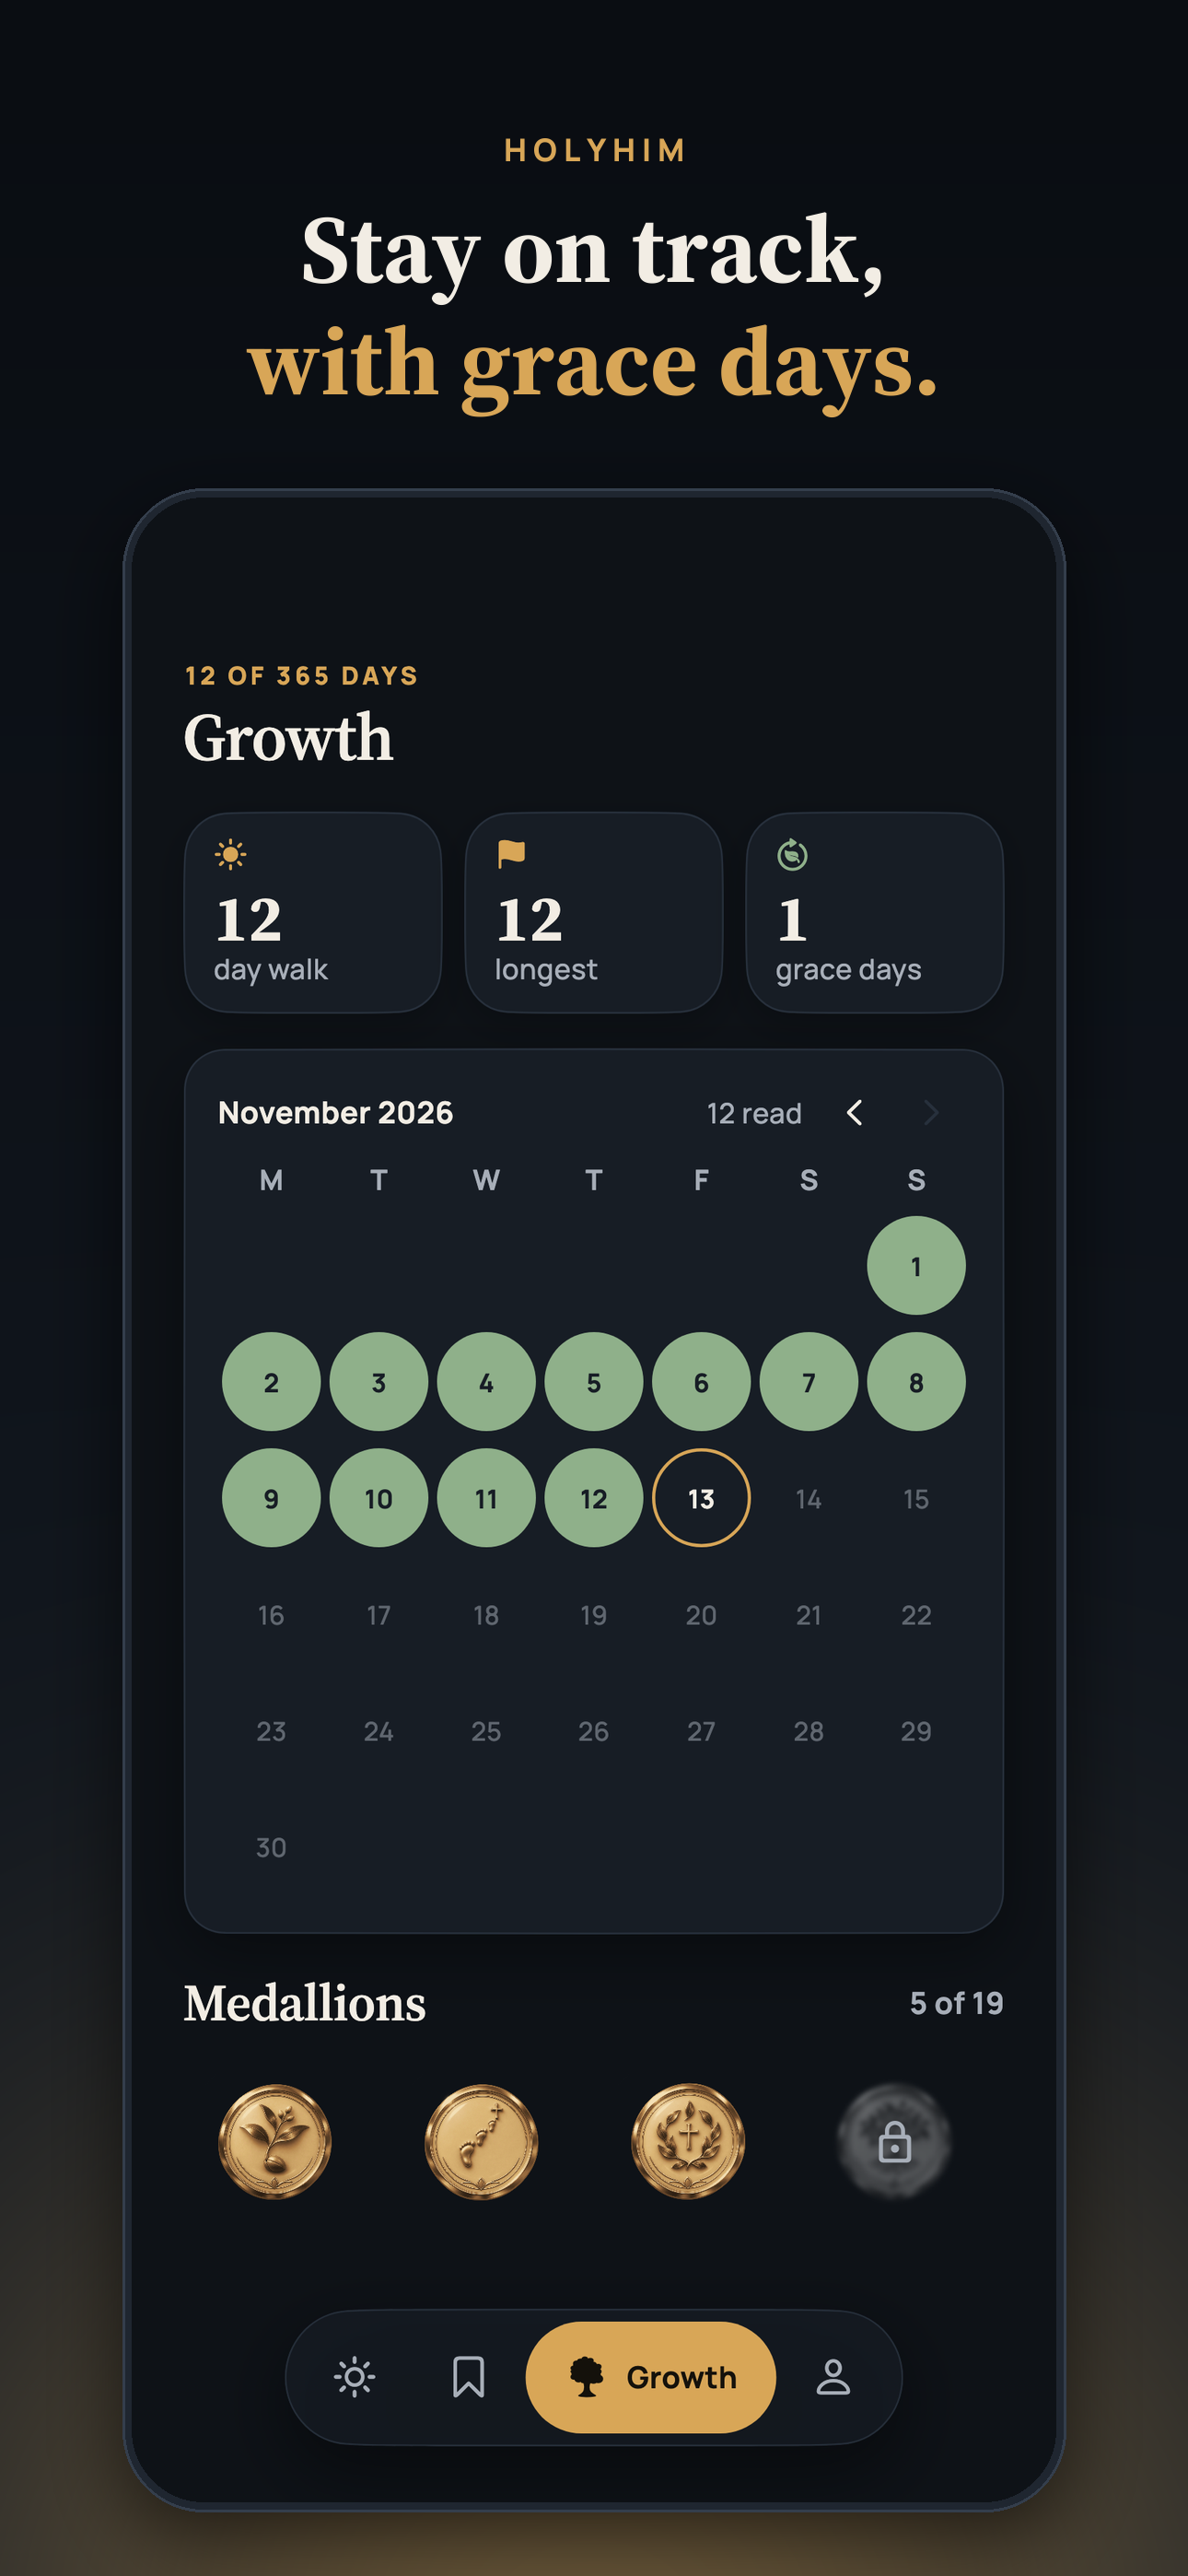 HOLYHIM
Stay on track,
with grace days.
12 OF 365 DAYS
Growth
12
day walk
12
longest
1
grace days
November 2026
12 read
M T W T F S S
1
2 3 4 5 6 7 8
9 10 11 12 13 14 15
16 17 18 19 20 21 22
23 24 25 26 27 28 29
30
Medallions
5 of 19
Growth